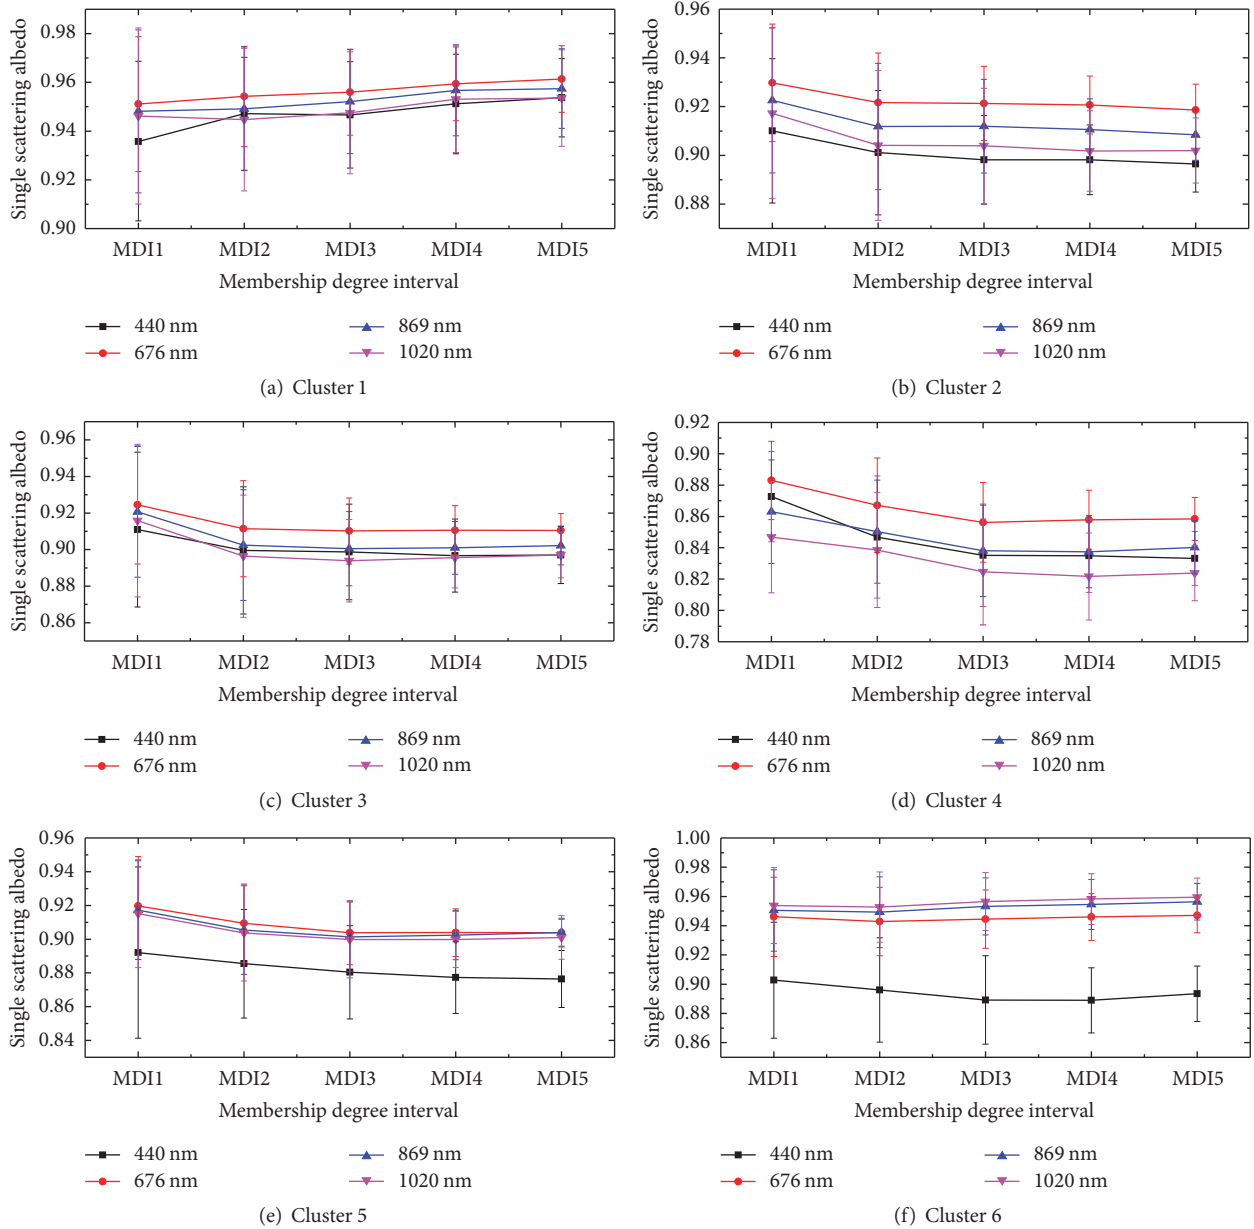 Single scattering albedo
0.98
0.96
0.94
0.92
0.90
MDI1 MDI2 MDI3 MDI4 MDI5
Membership degree interval
440 nm 869 nm
676 nm 1020 nm
(a) Cluster 1
Single scattering albedo
0.96
0.94
0.92
0.90
0.88
MDI1 MDI2 MDI3 MDI4 MDI5
Membership degree interval
440 nm 869 nm
676 nm 1020 nm
(b) Cluster 2
Single scattering albedo
0.96
0.94
0.92
0.90
0.88
0.86
MDI1 MDI2 MDI3 MDI4 MDI5
Membership degree interval
440 nm 869 nm
676 nm 1020 nm
(c) Cluster 3
Single scattering albedo
0.92
0.90
0.88
0.86
0.84
0.82
0.80
0.78
MDI1 MDI2 MDI3 MDI4 MDI5
Membership degree interval
440 nm 869 nm
676 nm 1020 nm
(d) Cluster 4
Single scattering albedo
0.96
0.94
0.92
0.90
0.88
0.86
0.84
MDI1 MDI2 MDI3 MDI4 MDI5
Membership degree interval
440 nm 869 nm
676 nm 1020 nm
(e) Cluster 5
Single scattering albedo
1.00
0.98
0.96
0.94
0.92
0.90
0.88
0.86
MDI1 MDI2 MDI3 MDI4 MDI5
Membership degree interval
440 nm 869 nm
676 nm 1020 nm
(f) Cluster 6